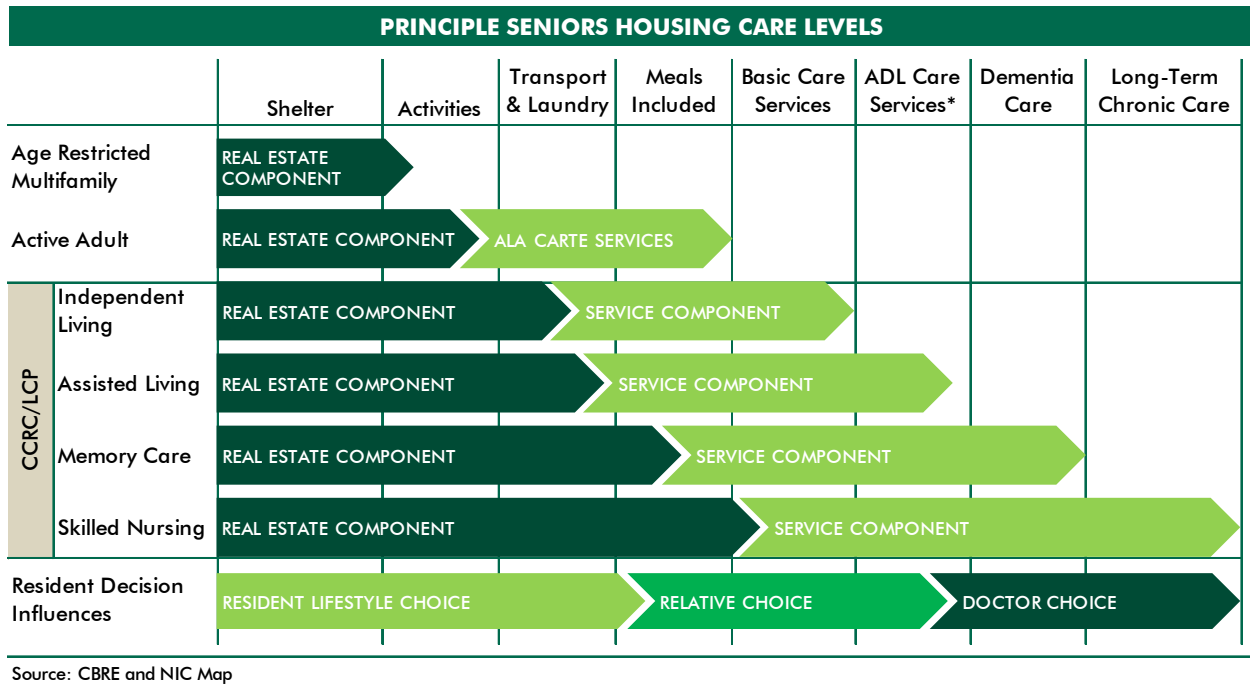 PRINCIPLE SENIORS HOUSING CARE LEVELS
Shelter
Activities
Transport
& Laundry
Meals
Included
Basic Care
Services
ADL Care
Services*
Dementia
Care
Long-Term
Chronic Care
Age Restricted
Multifamily
REAL ESTATE
COMPONENT
Active Adult
REAL ESTATE COMPONENT
ALA CARTE SERVICES
CCRC/LCP
Independent
Living
REAL ESTATE COMPONENT
SERVICE COMPONENT
Assisted Living
REAL ESTATE COMPONENT
SERVICE COMPONENT
Memory Care
REAL ESTATE COMPONENT
SERVICE COMPONENT
Skilled Nursing
REAL ESTATE COMPONENT
SERVICE COMPONENT
Resident Decision
Influences
RESIDENT LIFESTYLE CHOICE
RELATIVE CHOICE
DOCTOR CHOICE
Source: CBRE and NIC Map